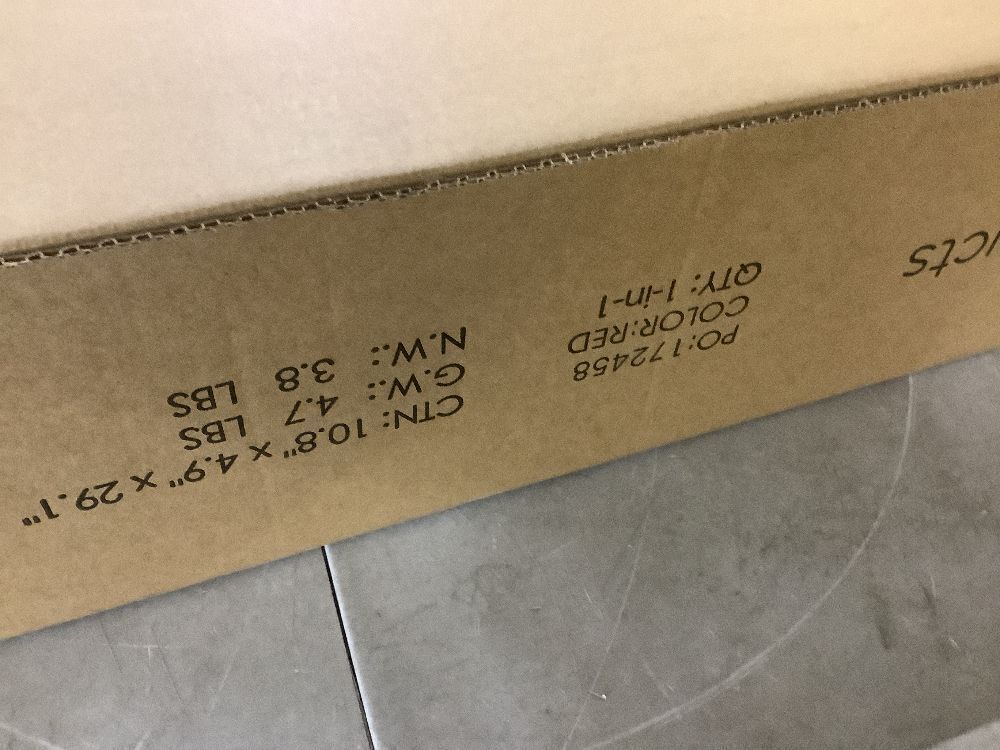 PO:172458
COLOR:RED
QTY: 1-in-1
CTN: 10.8" x 4.9" x 29.1"
G.W.: 4.7 LBS
N.W.: 3.8 LBS